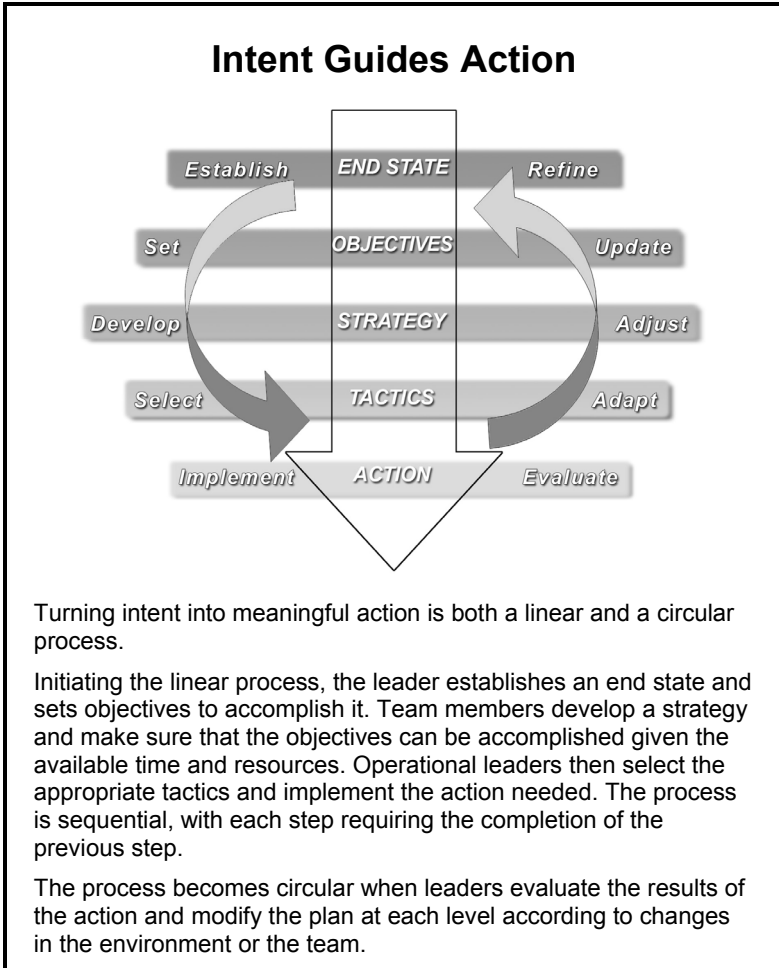 Intent Guides Action
Establish END STATE Refine
Set OBJECTIVES Update
Develop STRATEGY Adjust
Select TACTICS Adapt
Implement ACTION Evaluate
Turning intent into meaningful action is both a linear and a circular
process.
Initiating the linear process, the leader establishes an end state and
sets objectives to accomplish it. Team members develop a strategy
and make sure that the objectives can be accomplished given the
available time and resources. Operational leaders then select the
appropriate tactics and implement the action needed. The process
is sequential, with each step requiring the completion of the
previous step.
The process becomes circular when leaders evaluate the results of
the action and modify the plan at each level according to changes
in the environment or the team.